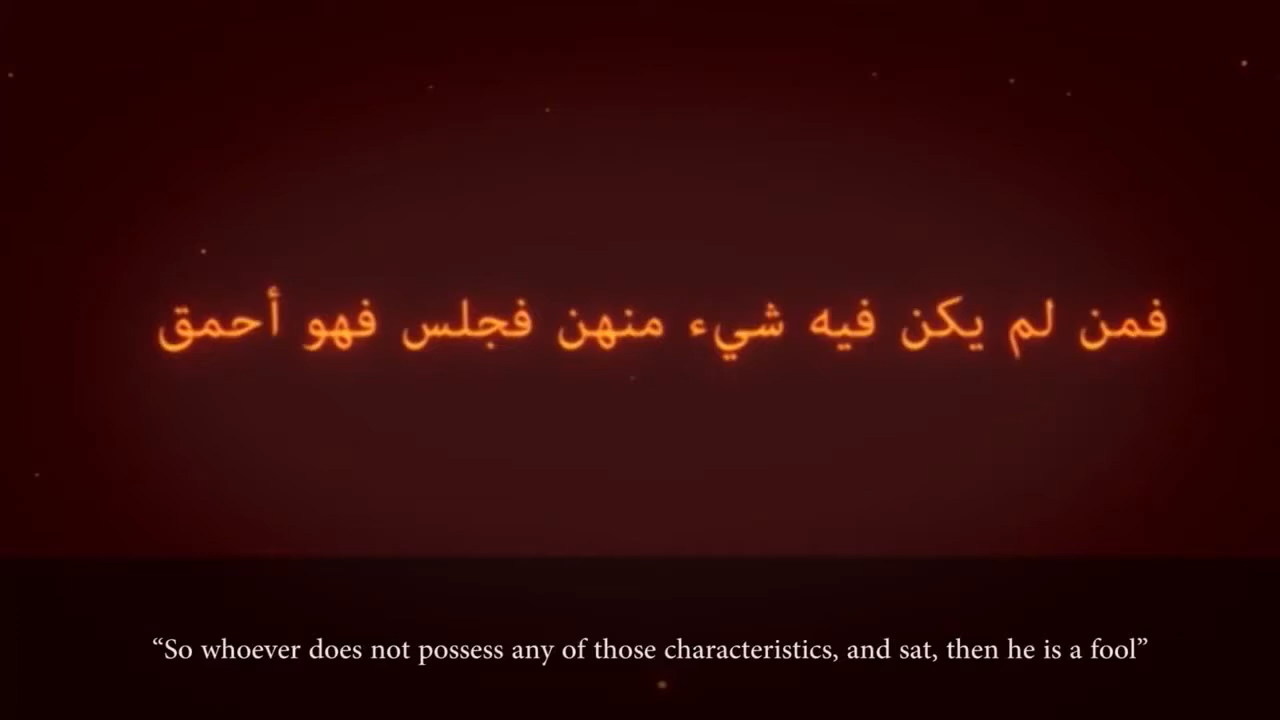 فمن لم يكن فيه شيء منهن فجلس فهو أحمق
“So whoever does not possess any of those characteristics, and sat, then he is a fool”